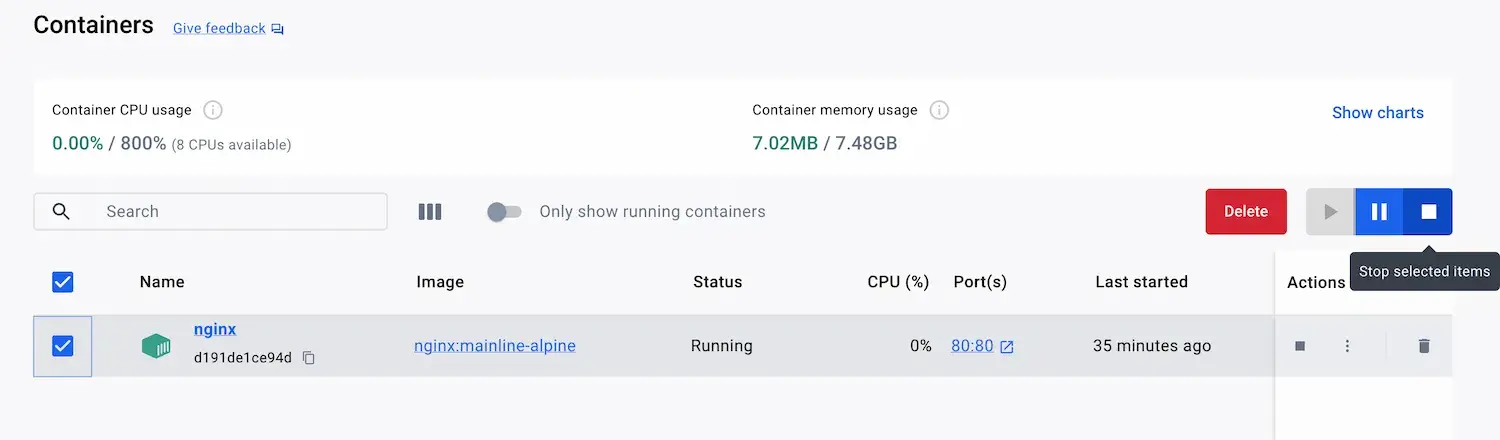 Containers Give feedback
Container CPU usage
0.00% / 800% (8 CPUs available)
Container memory usage
7.02MB / 7.48GB
Show charts
Search
Only show running containers
Delete
Stop selected items
Name Image Status CPU (%) Port(s) Last started Actions
nginx
d191de1ce94d
nginx:mainline-alpine Running 0% 80:80 35 minutes ago